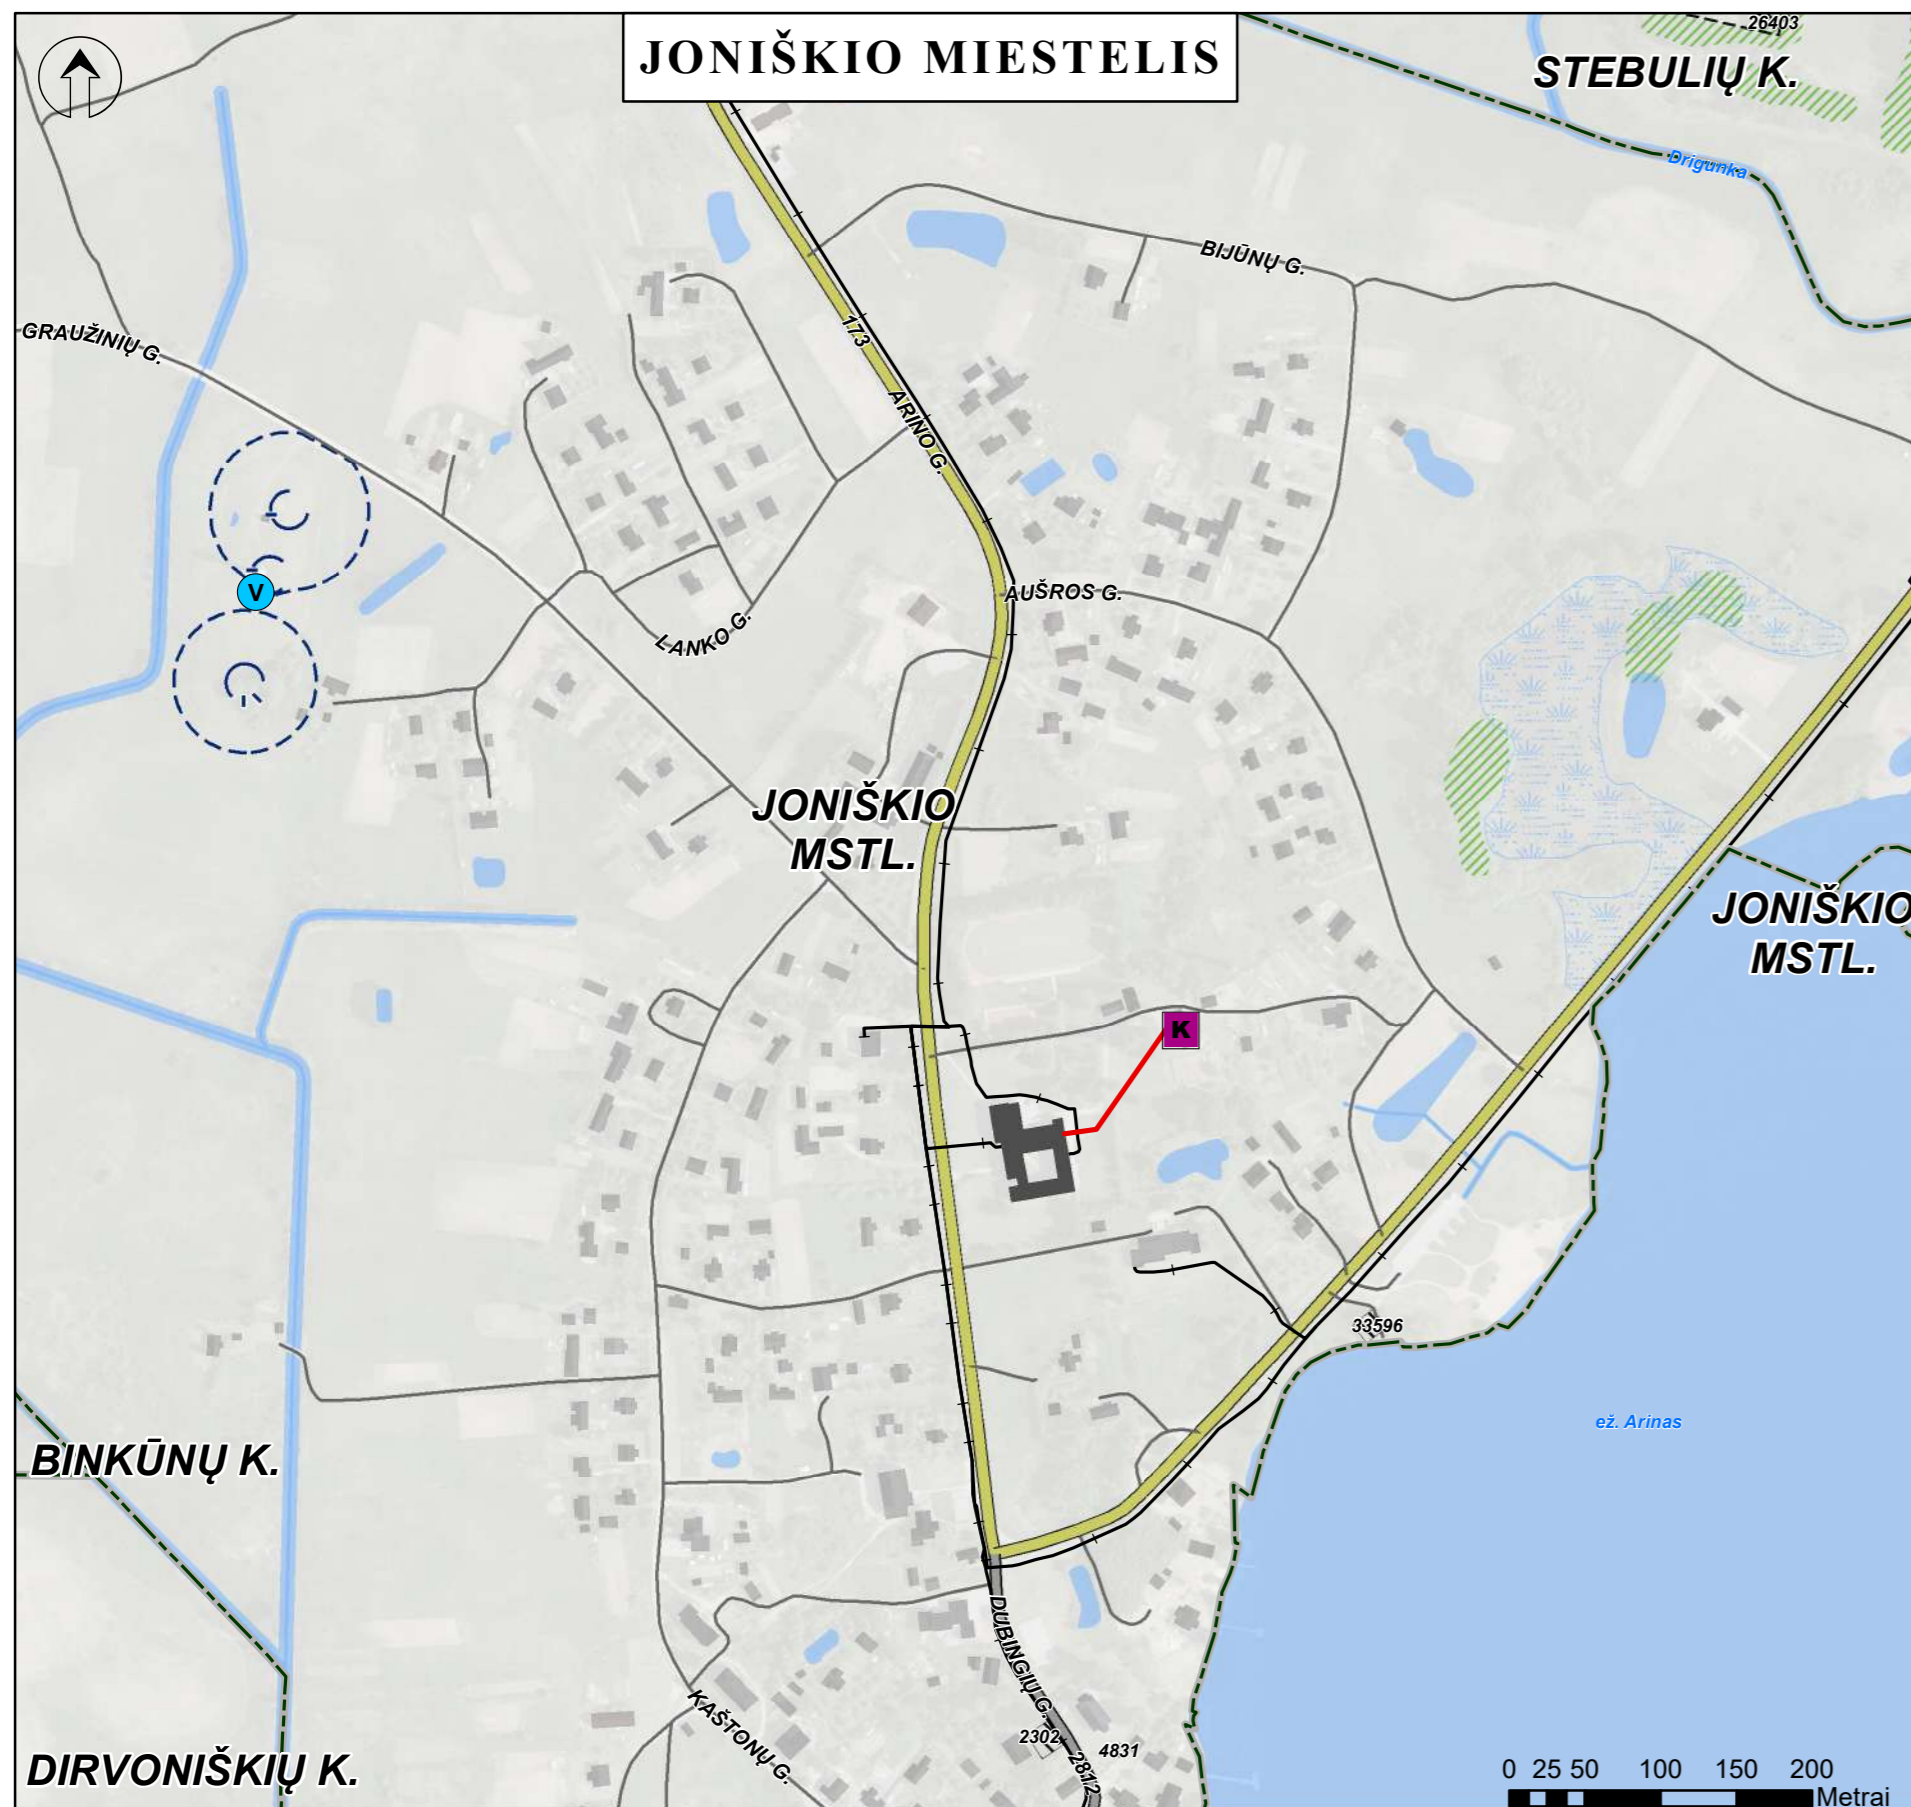 JONIŠKIO MIESTELIS
26403
STEBULIŲ K.
Drigunka
BIJŪNŲ G.
GRAUŽINIŲ G.
173
ARINO G.
V
AUŠROS G.
LANKO G.
JONIŠKIO
MSTL.
JONIŠKIO
MSTL.
K
33596
ež. Arinas
BINKŪNŲ K.
DUBINGIŲ G.
KAŠTONŲ G.
2302
4831
2812
DIRVONIŠKIŲ K.
0 25 50 100 150 200
Metrai